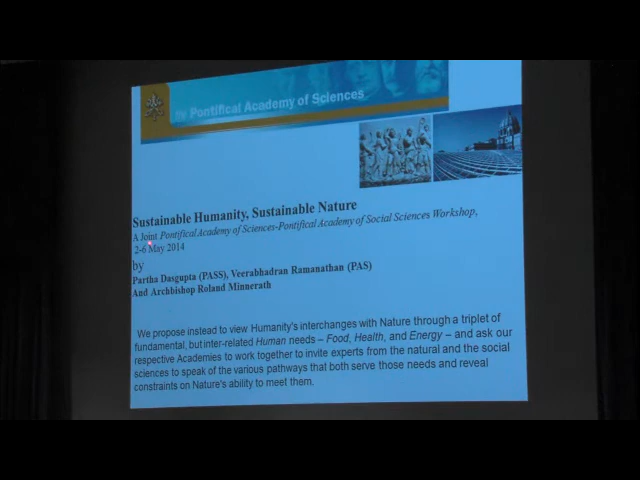 The Pontifical Academy of Sciences
Sustainable Humanity, Sustainable Nature
A Joint Pontifical Academy of Sciences-Pontifical Academy of Social Sciences Workshop,
2-6 May 2014
by
Partha Dasgupta (PASS), Veerabhadran Ramanathan (PAS)
And Archbishop Roland Minnerath
We propose instead to view Humanity's interchanges with Nature through a triplet of
fundamental, but inter-related Human needs – Food, Health, and Energy – and ask our
respective Academies to work together to invite experts from the natural and the social
sciences to speak of the various pathways that both serve those needs and reveal
constraints on Nature's ability to meet them.